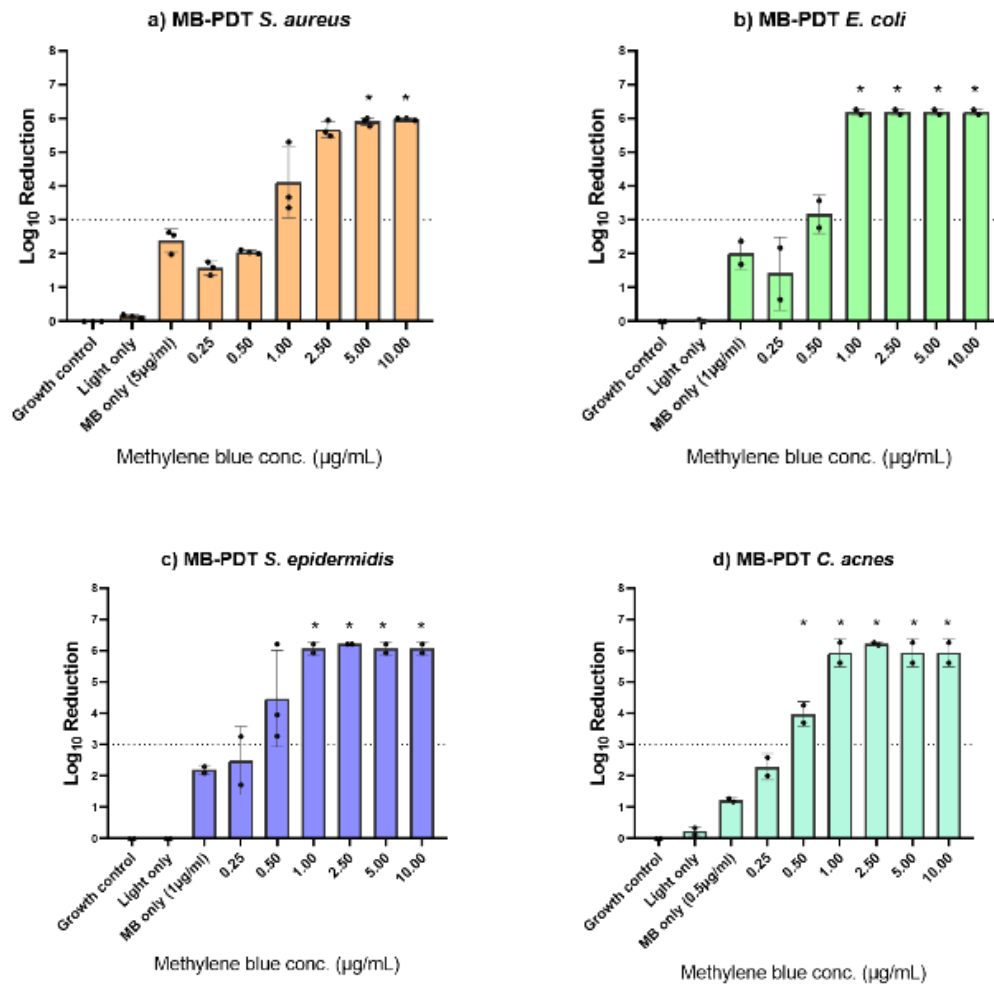 a) MB-PDT S. aureus
8
7
6
5
4
3
2
1
0
Log10 Reduction
* *
Growth control
Light only
MB only (5µg/ml)
0.25
0.50
1.00
2.50
5.00
10.00
Methylene blue conc. (µg/mL)
b) MB-PDT E. coli
8
7
6
5
4
3
2
1
0
Log10 Reduction
* * * *
Growth control
Light only
MB only (1µg/ml)
0.25
0.50
1.00
2.50
5.00
10.00
Methylene blue conc. (µg/mL)
c) MB-PDT S. epidermidis
8
7
6
5
4
3
2
1
0
Log10 Reduction
* * * *
Growth control
Light only
MB only (1µg/ml)
0.25
0.50
1.00
2.50
5.00
10.00
Methylene blue conc. (µg/mL)
d) MB-PDT C. acnes
8
7
6
5
4
3
2
1
0
Log10 Reduction
* * * * *
Growth control
Light only
MB only (0.5µg/ml)
0.25
0.50
1.00
2.50
5.00
10.00
Methylene blue conc. (µg/mL)